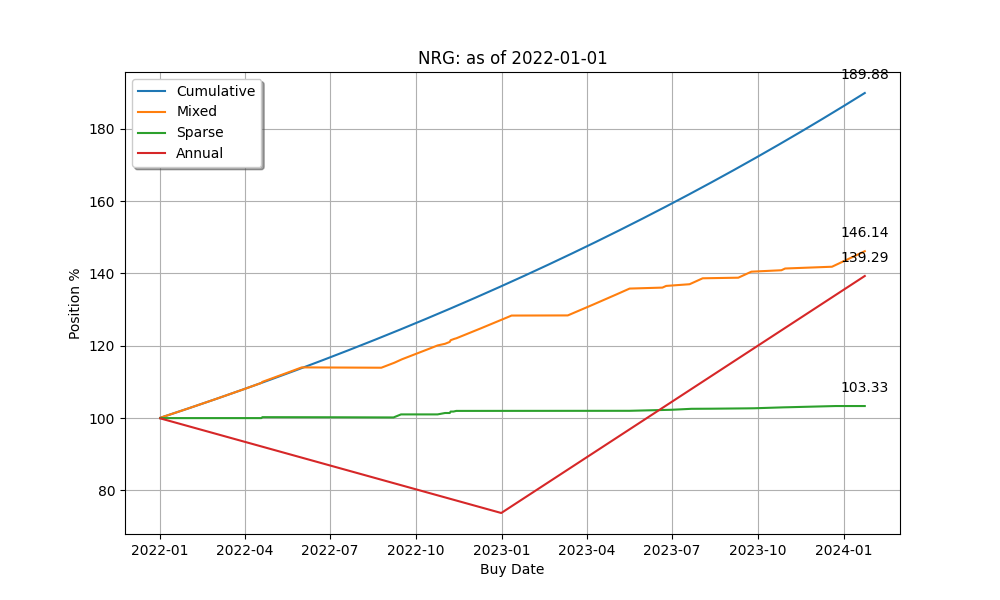 NRG: as of 2022-01-01
Cumulative
Mixed
Sparse
Annual
189.88
146.14
139.29
103.33
Position %
180
160
140
120
100
80
2022-01
2022-04
2022-07
2022-10
2023-01
2023-04
2023-07
2023-10
2024-01
Buy Date